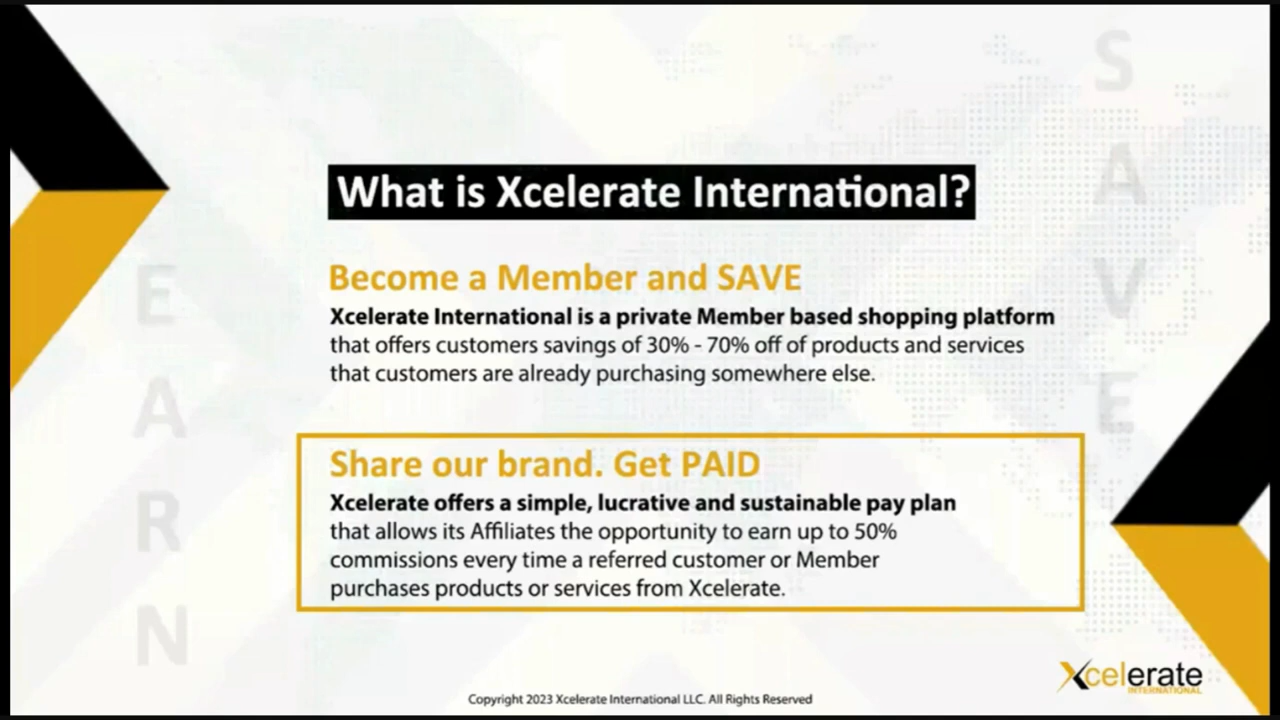 What is Xcelerate International?
Become a Member and SAVE
Xcelerate International is a private Member based shopping platform
that offers customers savings of 30% - 70% off of products and services
that customers are already purchasing somewhere else.
Share our brand. Get PAID
Xcelerate offers a simple, lucrative and sustainable pay plan
that allows its Affiliates the opportunity to earn up to 50%
commissions every time a referred customer or Member
purchases products or services from Xcelerate.
E
A
R
N
S
A
V
E
Xcelerate
INTERNATIONAL
Copyright 2023 Xcelerate International LLC. All Rights Reserved